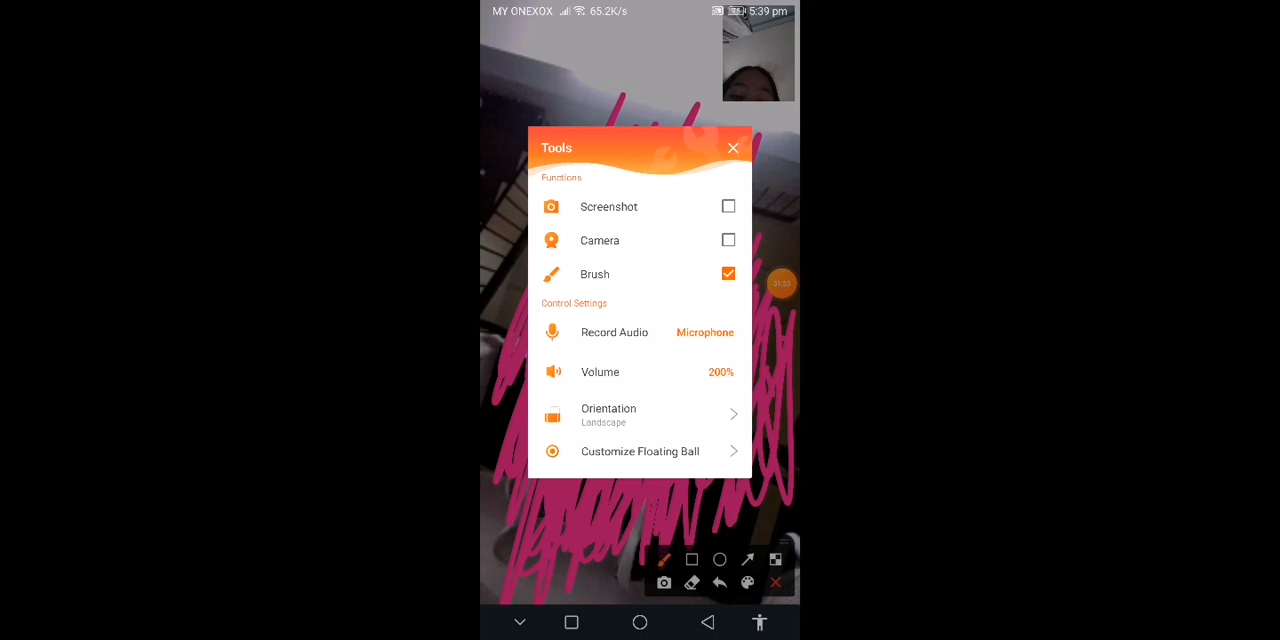 MY ONEXOX 65.2K/s 76 5:39 pm
Tools
Functions
Screenshot
Camera
Brush
Control Settings
Record Audio Microphone
Volume 200%
Orientation
Landscape
Customize Floating Ball